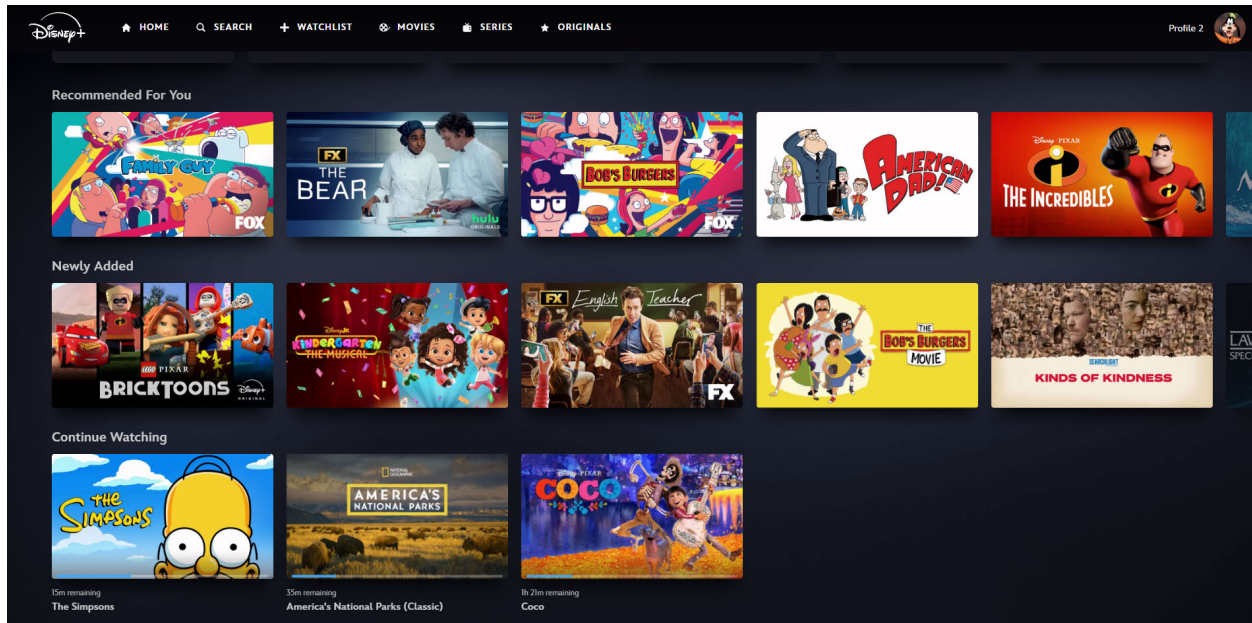 Disney+
HOME
SEARCH
WATCHLIST
MOVIES
SERIES
ORIGINALS
Profile 2
Recommended For You
FAMILY GUY
FOX
FX
THE
BEAR
hulu
ORIGINALS
BOB'S BURGERS
FOX
AMERICAN
DAD!
Disney · PIXAR
THE INCREDIBLES
Newly Added
LEGO PIXAR
BRICKTOONS
Disney+
ORIGINAL
Disney Jr.
KINDERGARTEN
THE MUSICAL
FX English Teacher
FX
THE
BOB'S BURGERS
MOVIE
SEARCHLIGHT
KINDS OF KINDNESS
LAW
SPEC
Continue Watching
THE
SIMPSONS
NATIONAL
GEOGRAPHIC
AMERICA'S
NATIONAL PARKS
Disney · PIXAR
COCO
15m remaining
The Simpsons
35m remaining
America's National Parks (Classic)
1h 21m remaining
Coco